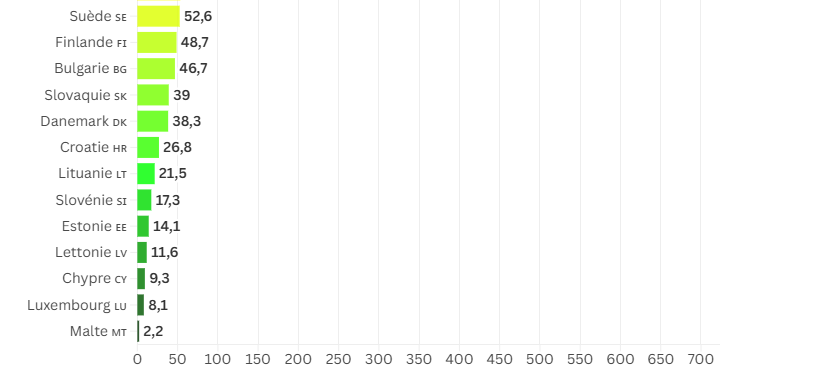 Suède SE 52,6
Finlande FI 48,7
Bulgarie BG 46,7
Slovaquie SK 39
Danemark DK 38,3
Croatie HR 26,8
Lituanie LT 21,5
Slovénie SI 17,3
Estonie EE 14,1
Lettonie LV 11,6
Chypre CY 9,3
Luxembourg LU 8,1
Malte MT 2,2
0 50 100 150 200 250 300 350 400 450 500 550 600 650 700